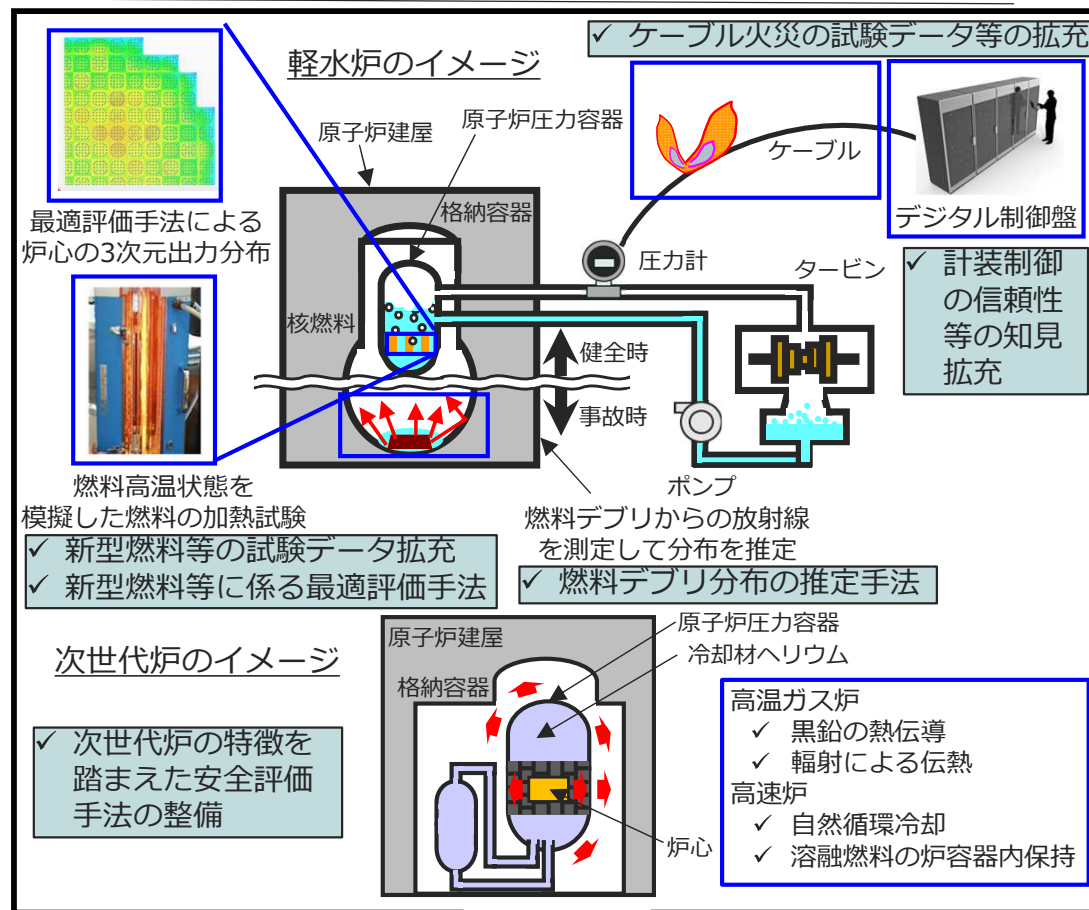 ✓ ケーブル火災の試験データ等の拡充
軽水炉のイメージ
原子炉建屋
原子炉圧力容器
ケーブル
格納容器
デジタル制御盤
最適評価手法による
炉心の3次元出力分布
圧力計
タービン
✓ 計装制御
の信頼性
等の知見
拡充
核燃料
健全時
事故時
ポンプ
燃料高温状態を
模擬した燃料の加熱試験
燃料デブリからの放射線
を測定して分布を推定
✓ 新型燃料等の試験データ拡充
✓ 新型燃料等に係る最適評価手法
✓ 燃料デブリ分布の推定手法
次世代炉のイメージ
原子炉建屋
原子炉圧力容器
冷却材ヘリウム
格納容器
✓ 次世代炉の特徴を
踏まえた安全評価
手法の整備
炉心
高温ガス炉
✓ 黒鉛の熱伝導
✓ 輻射による伝熱
高速炉
✓ 自然循環冷却
✓ 溶融燃料の炉容器内保持